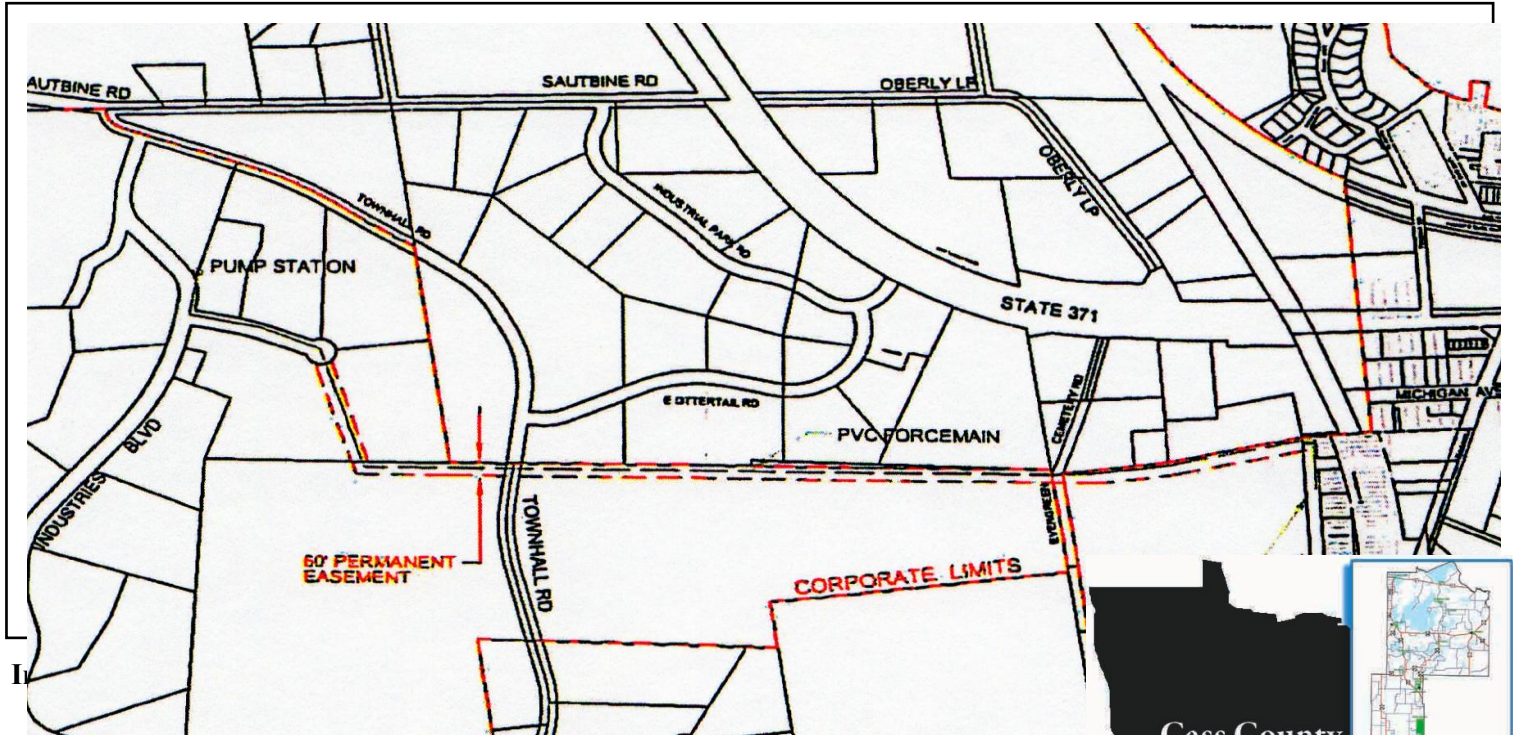 AUTBINE RD
SAUTBINE RD
OBERLY LP
OBERLY LP
TOWNHALL RD
INDUSTRIAL PARK RD
PUMP STATION
STATE 371
E OTTERTAIL RD
CEMETERY RD
MICHIGAN AVE
PVC FORCEMAIN
INDUSTRIES BLVD
TOWNHALL RD
EVERGREEN
60' PERMANENT
EASEMENT
CORPORATE LIMITS
Cass County